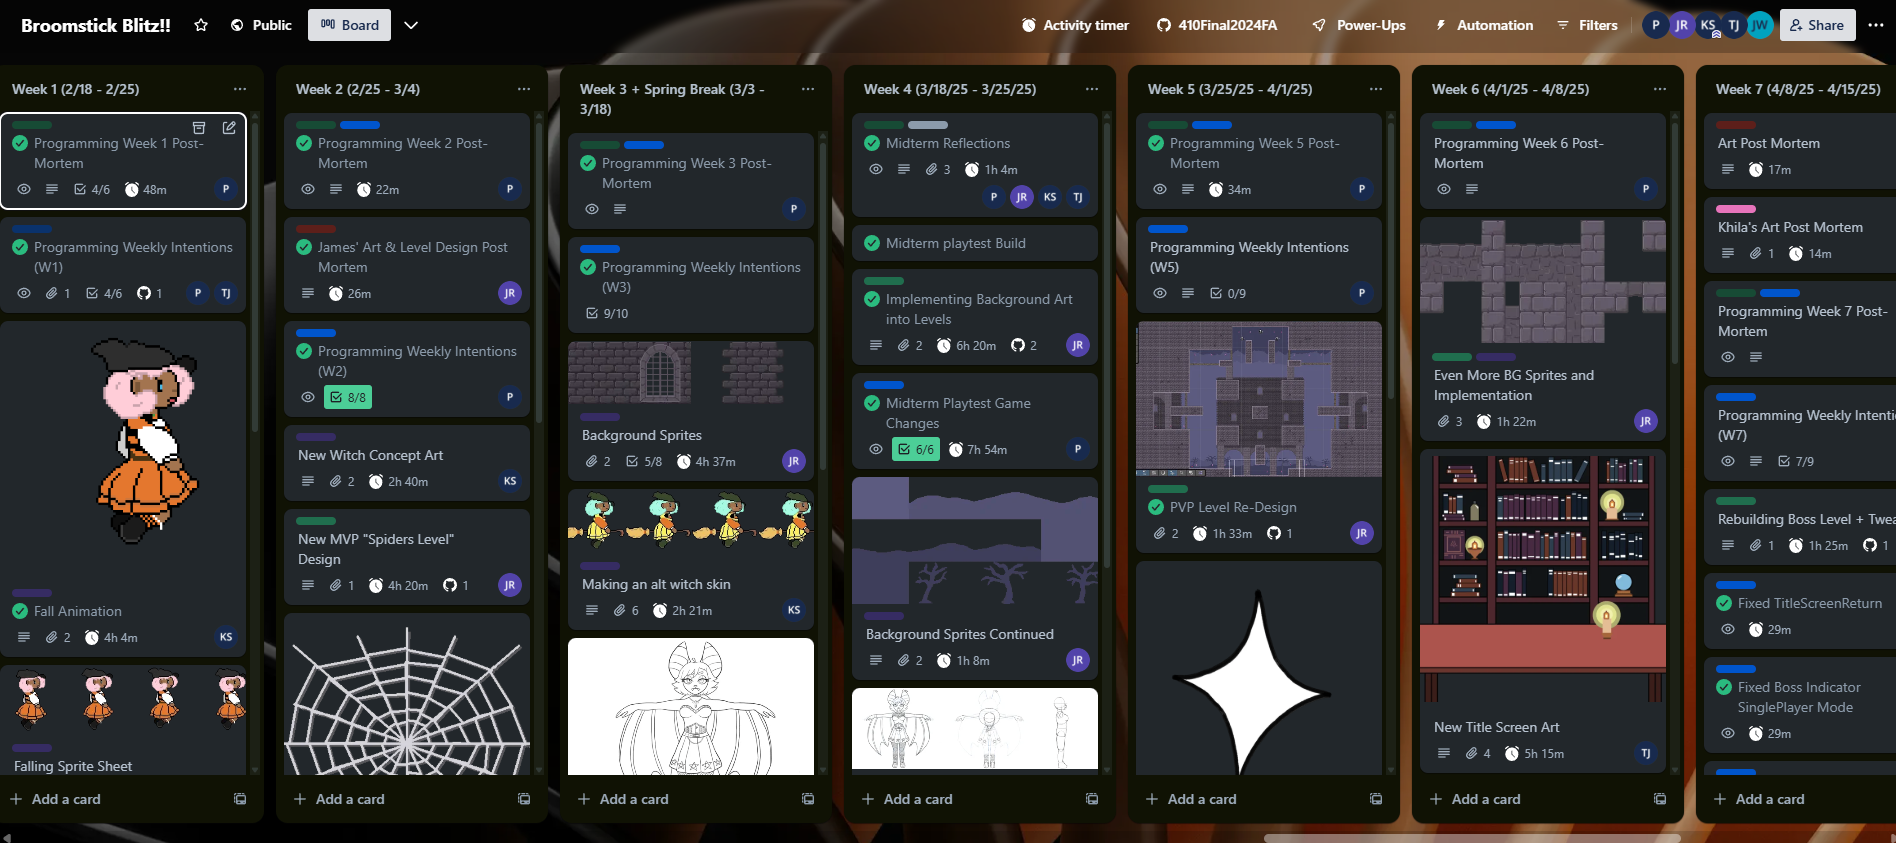 Broomstick Blitz!!
Public
Board
Activity timer
410Final2024FA
Power-Ups
Automation
Filters
P
JR
KS
TJ
JW
Share
Week 1 (2/18 - 2/25)
Programming Week 1 Post-
Mortem
4/6
48m
P
Programming Weekly Intentions
(W1)
1
4/6
1
P
TJ
Fall Animation
2
4h 4m
KS
Falling Sprite Sheet
Add a card
Week 2 (2/25 - 3/4)
Programming Week 2 Post-
Mortem
22m
P
James' Art & Level Design Post
Mortem
26m
JR
Programming Weekly Intentions
(W2)
8/8
P
New Witch Concept Art
2
2h 40m
KS
New MVP "Spiders Level"
Design
1
4h 20m
1
JR
Add a card
Week 3 + Spring Break (3/3 -
3/18)
Programming Week 3 Post-
Mortem
P
Programming Weekly Intentions
(W3)
9/10
Background Sprites
2
5/8
4h 37m
JR
Making an alt witch skin
6
2h 21m
KS
Add a card
Week 4 (3/18/25 - 3/25/25)
Midterm Reflections
3
1h 4m
P
JR
KS
TJ
Midterm playtest Build
Implementing Background Art
into Levels
2
6h 20m
2
JR
Midterm Playtest Game
Changes
6/6
7h 54m
P
Background Sprites Continued
2
1h 8m
JR
Add a card
Week 5 (3/25/25 - 4/1/25)
Programming Week 5 Post-
Mortem
34m
P
Programming Weekly Intentions
(W5)
0/9
P
PVP Level Re-Design
2
1h 33m
1
JR
Add a card
Week 6 (4/1/25 - 4/8/25)
Programming Week 6 Post-
Mortem
P
Even More BG Sprites and
Implementation
3
1h 22m
JR
New Title Screen Art
4
5h 15m
TJ
Add a card
Week 7 (4/8/25 - 4/15/25)
Art Post Mortem
17m
Khila's Art Post Mortem
1
14m
Programming Week 7 Post-
Mortem
Programming Weekly Intenti
(W7)
7/9
Rebuilding Boss Level + Twea
1
1h 25m
1
Fixed TitleScreenReturn
29m
Fixed Boss Indicator
SinglePlayer Mode
29m
Add a card